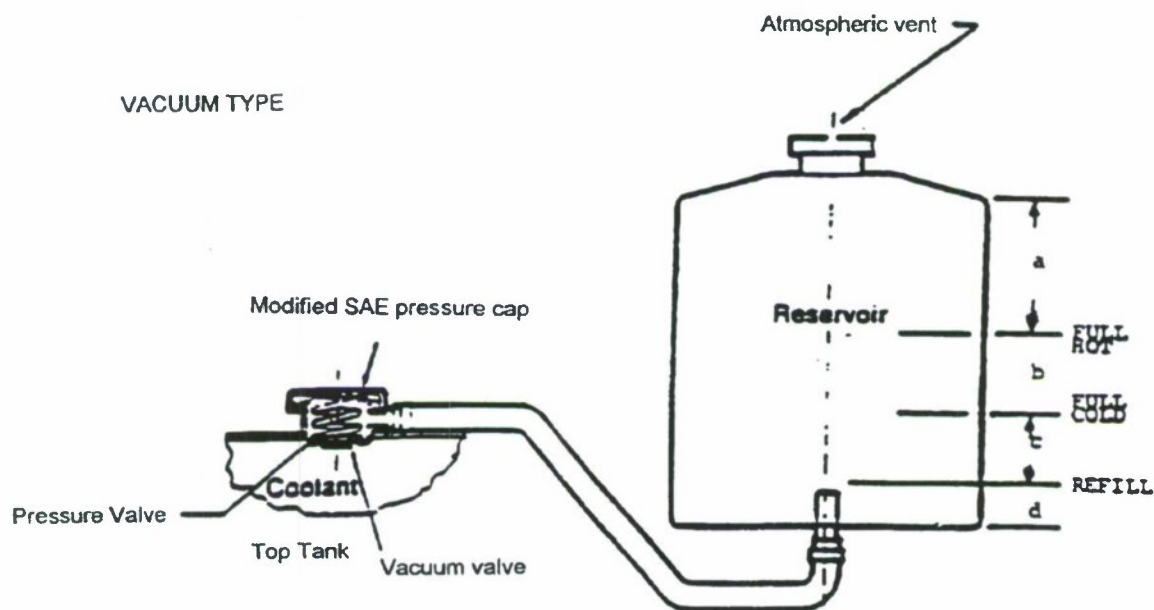 Atmospheric vent
VACUUM TYPE
a
Modified SAE pressure cap
Reservoir
FULL
HOT
b
FULL
COLD
c
Coolant
REFILL
Pressure Valve
d
Top Tank
Vacuum valve